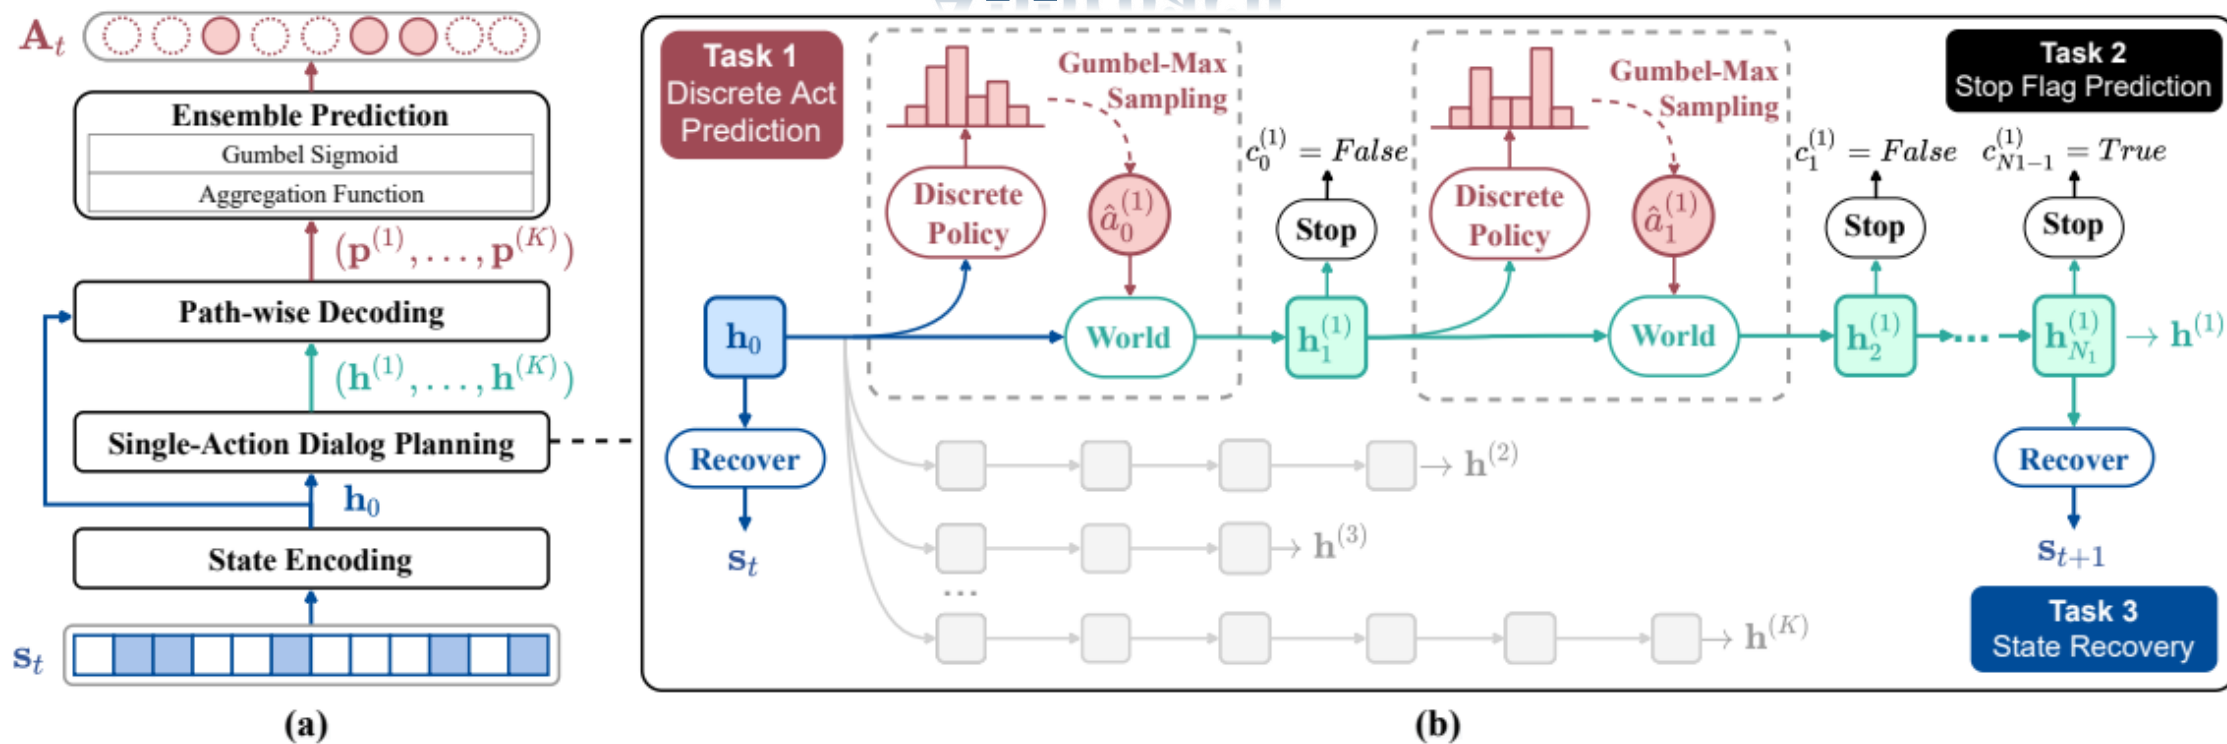 A_t
Ensemble Prediction
Gumbel Sigmoid
Aggregation Function
(p^(1), ..., p^(K))
Path-wise Decoding
(h^(1), ..., h^(K))
Single-Action Dialog Planning
h_0
State Encoding
s_t
(a)
Task 1
Discrete Act
Prediction
Gumbel-Max
Sampling
Discrete
Policy
â_0^(1)
World
c_0^(1) = False
Stop
h_1^(1)
Gumbel-Max
Sampling
Discrete
Policy
â_1^(1)
World
Task 2
Stop Flag Prediction
c_1^(1) = False
c_{N1-1}^(1) = True
Stop
Stop
h_2^(1)
...
h_{N_1}^(1)
→ h^(1)
h_0
Recover
s_t
→ h^(2)
→ h^(3)
...
→ h^(K)
Recover
s_{t+1}
Task 3
State Recovery
(b)